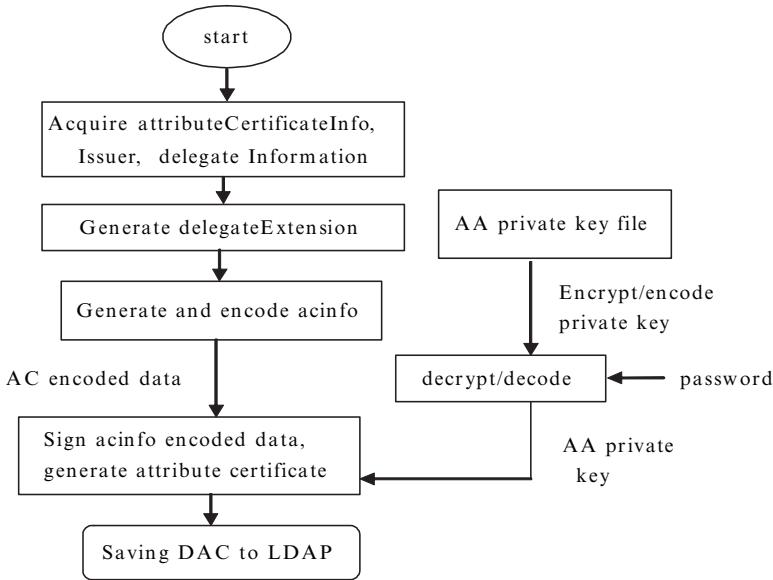 start
Acquire attributeCertificateInfo,
Issuer, delegate Information
Generate delegateExtension
Generate and encode acinfo
AC encoded data
Sign acinfo encoded data,
generate attribute certificate
Saving DAC to LDAP
AA private key file
Encrypt/encode
private key
decrypt/decode
password
AA private
key